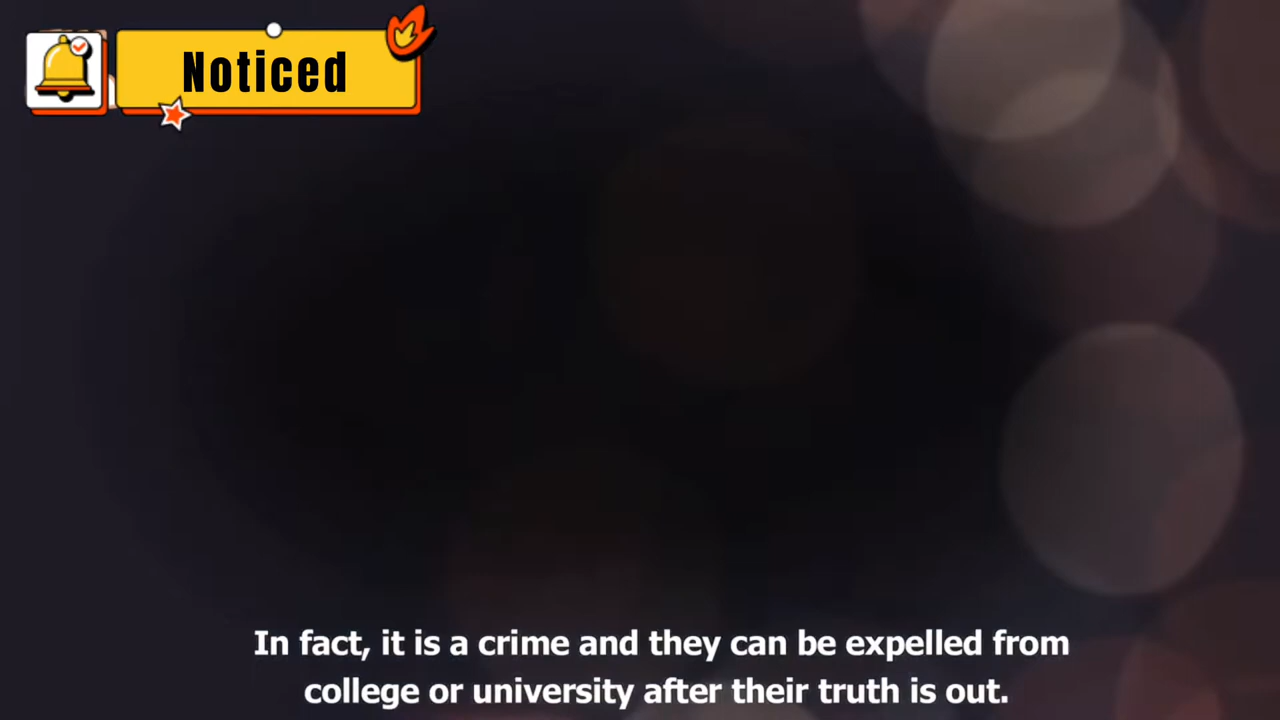 Noticed
In fact, it is a crime and they can be expelled from
college or university after their truth is out.